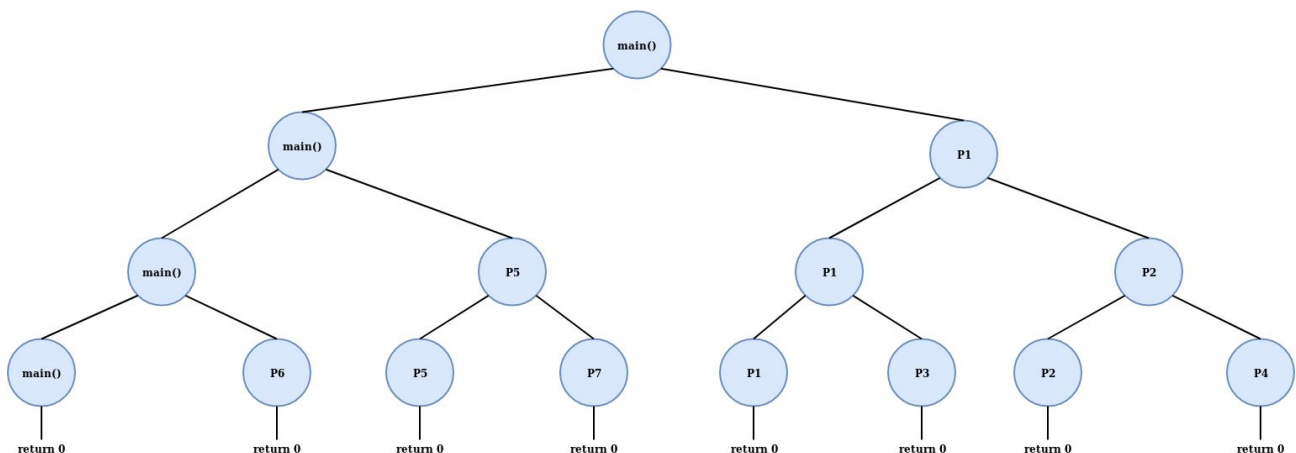 main()
main()
P1
main()
P5
P1
P2
main()
P6
P5
P7
P1
P3
P2
P4
return 0
return 0
return 0
return 0
return 0
return 0
return 0
return 0